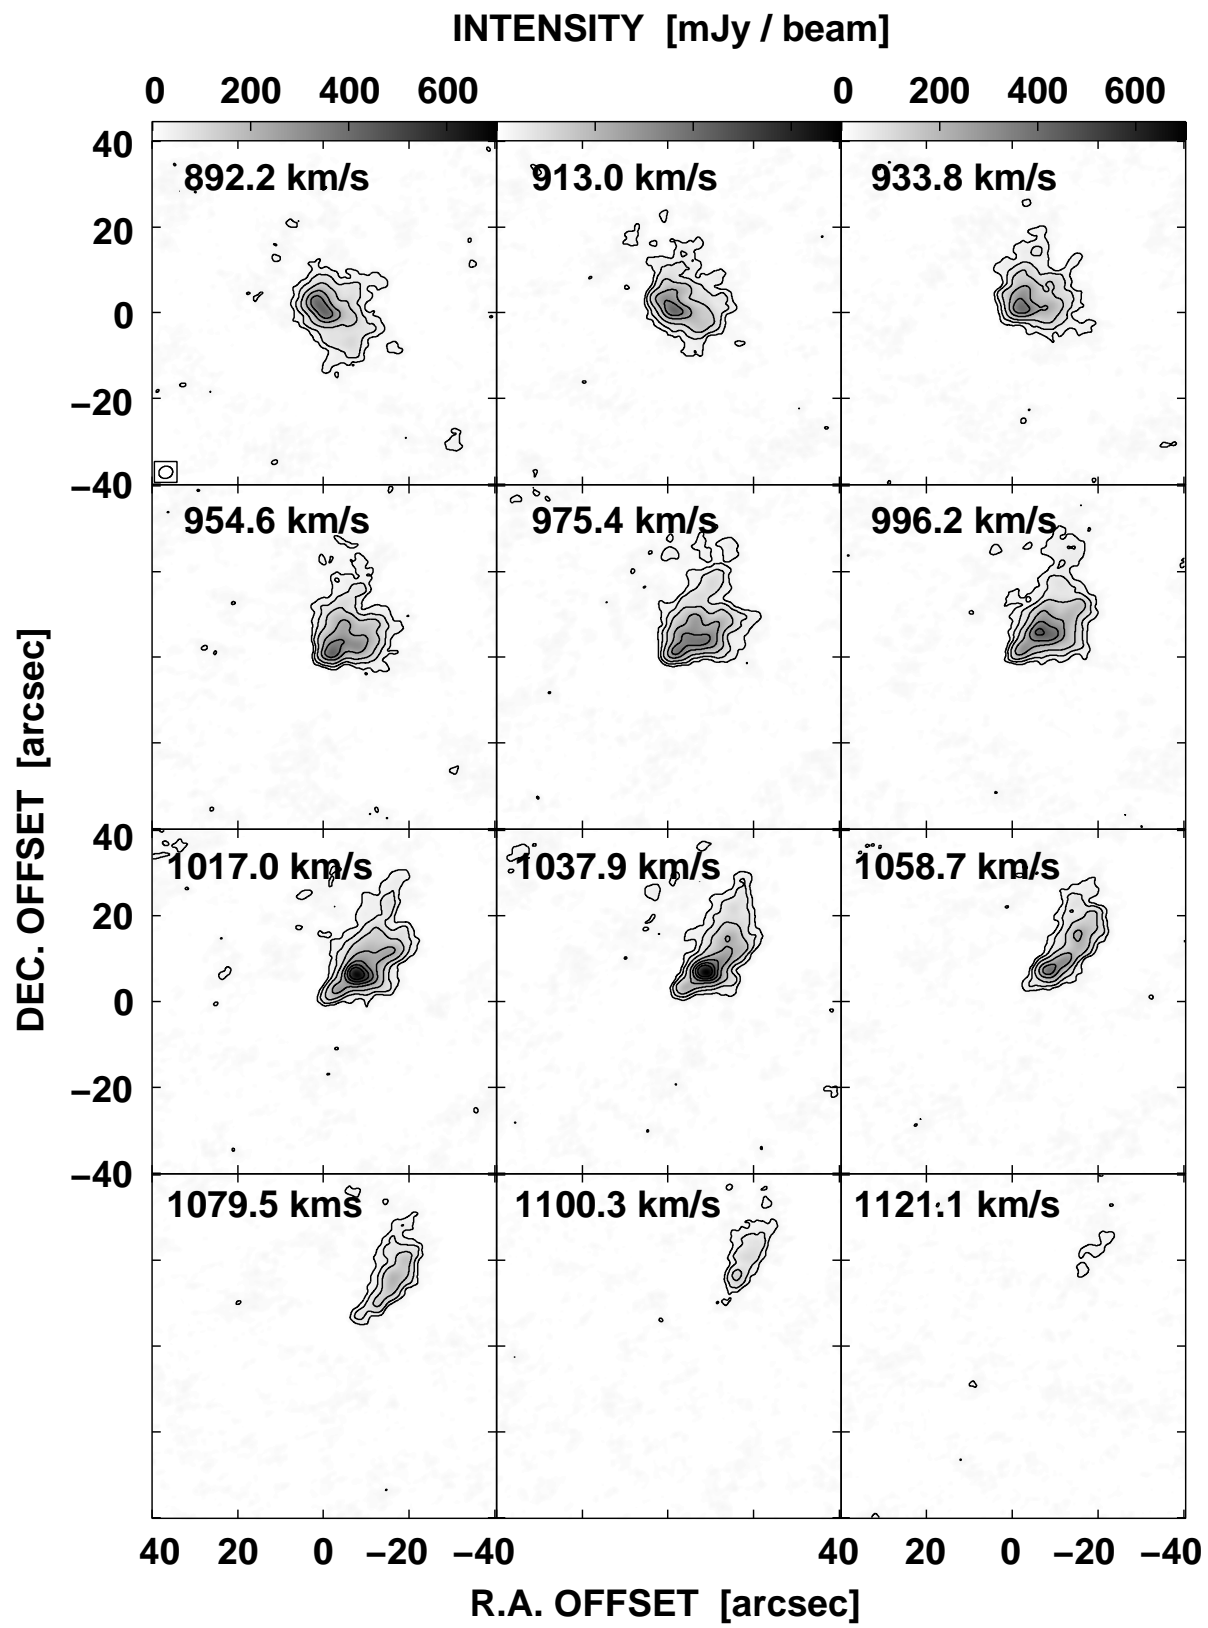 INTENSITY [mJy / beam]
0 200 400 600 0 200 400 600
40
892.2 km/s 913.0 km/s 933.8 km/s
20
0
−20
−40
954.6 km/s 975.4 km/s 996.2 km/s
DEC. OFFSET [arcsec]
40
1017.0 km/s 1037.9 km/s 1058.7 km/s
20
0
−20
−40
1079.5 kms 1100.3 km/s 1121.1 km/s
40 20 0 −20 −40 40 20 0 −20 −40
R.A. OFFSET [arcsec]